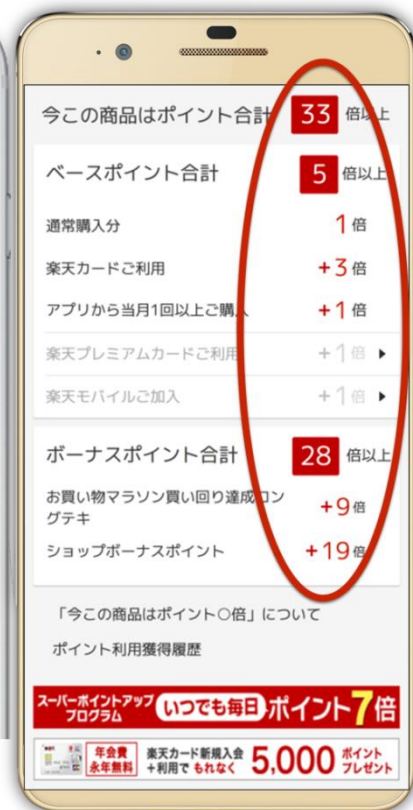 今この商品はポイント合計 33 倍以上
ベースポイント合計 5 倍以上
通常購入分 1倍
楽天カードご利用 +3倍
アプリから当月1回以上ご購入 +1倍
楽天プレミアムカードご利用 +1倍
楽天モバイルご加入 +1倍
ボーナスポイント合計 28 倍以上
お買い物マラソン買い回り達成ロン
グテキ +9倍
ショップボーナスポイント +19倍
「今この商品はポイント○倍」について
ポイント利用獲得履歴
スーパーポイントアップ
プログラム いつでも毎日ポイント7倍
年会費
永年無料 楽天カード新規入会
+利用で もれなく 5,000 ポイント
プレゼント